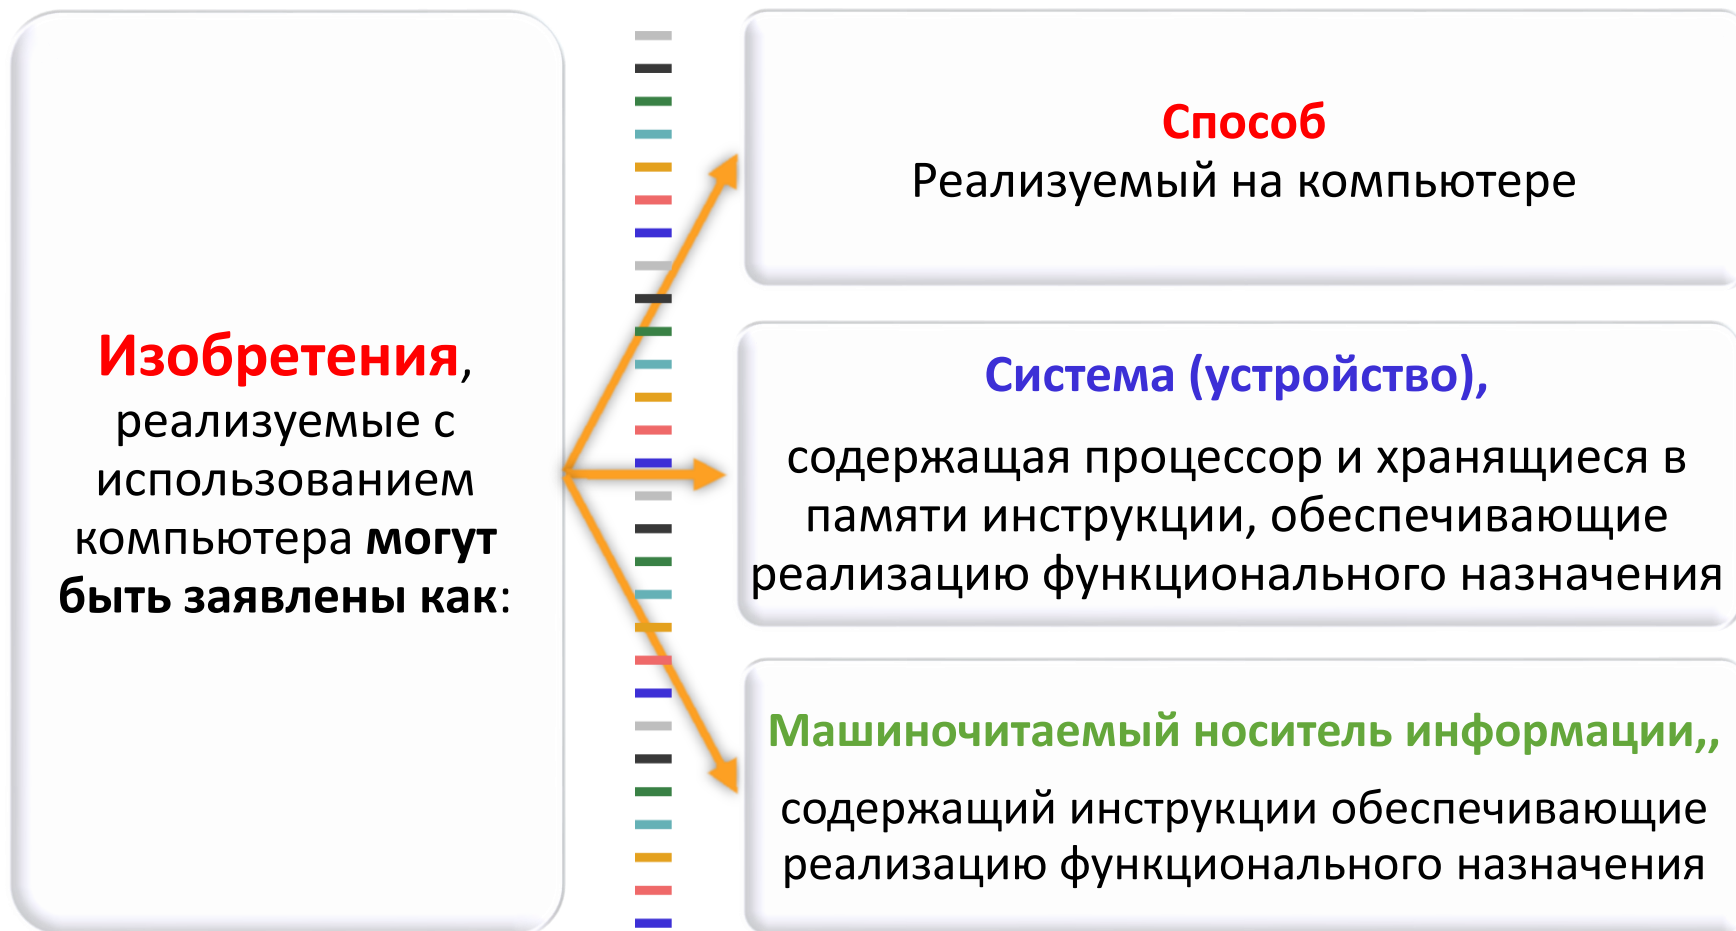 Изобретения,
реализуемые с
использованием
компьютера могут
быть заявлены как:
Способ
Реализуемый на компьютере
Система (устройство),
содержащая процессор и хранящиеся в
памяти инструкции, обеспечивающие
реализацию функционального назначения
Машиночитаемый носитель информации,,
содержащий инструкции обеспечивающие
реализацию функционального назначения